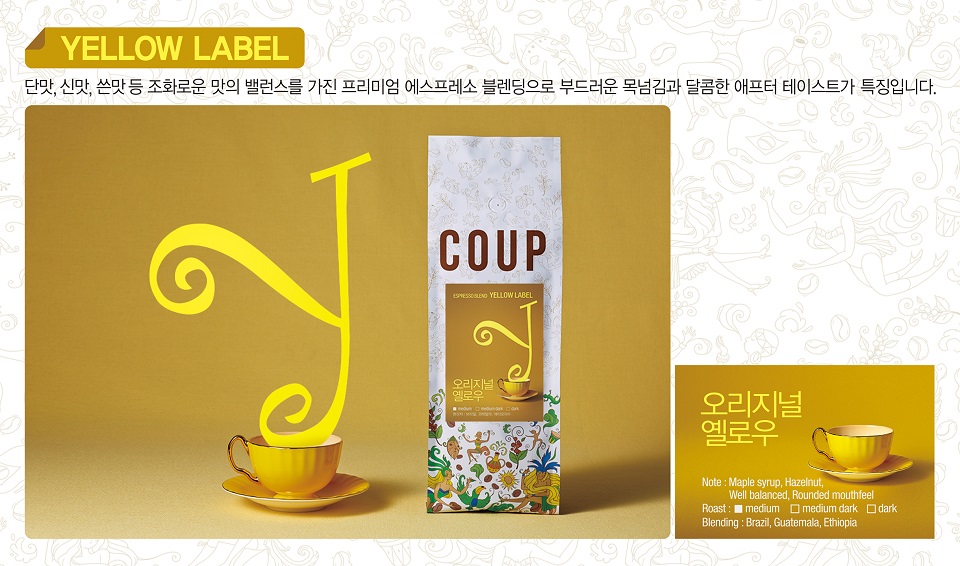 YELLOW LABEL
단맛, 신맛, 쓴맛 등 조화로운 맛의 밸런스를 가진 프리미엄 에스프레소 블렌딩으로 부드러운 목넘김과 달콤한 애프터 테이스트가 특징입니다.
Y
COUP
ESPRESSO BLEND YELLOW LABEL
Y
오리지널
옐로우
medium medium dark dark
오리지널
옐로우
Note : Maple syrup, Hazelnut,
Well balanced, Rounded mouthfeel
Roast : medium medium dark dark
Blending : Brazil, Guatemala, Ethiopia